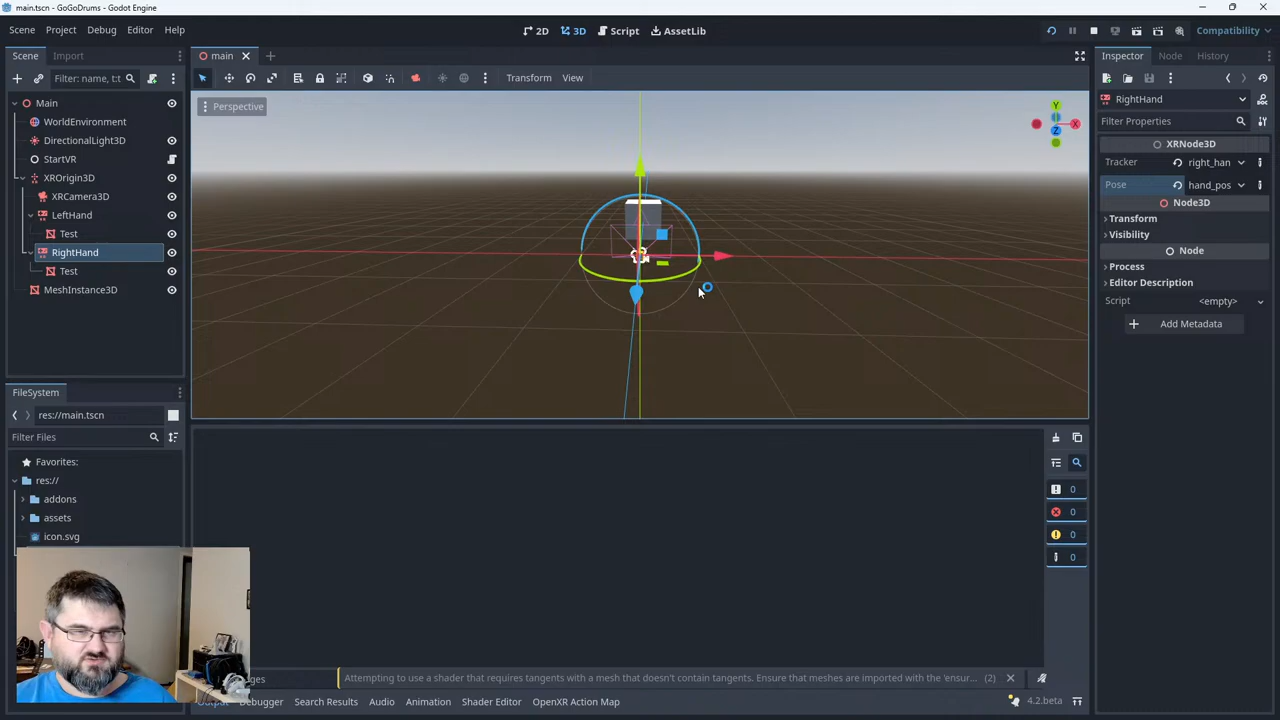 main.tscn - GoGoDrums - Godot Engine
Scene Project Debug Editor Help
2D 3D Script AssetLib
Compatibility
Scene Import
main
Inspector Node History
Filter: name, t:t
Transform View
RightHand
Perspective
Y
X
Z
Filter Properties
Main
WorldEnvironment
DirectionalLight3D
StartVR
XROrigin3D
XRCamera3D
LeftHand
Test
RightHand
Test
MeshInstance3D
XRNode3D
Tracker right_han
Pose hand_pos
Node3D
Transform
Visibility
Node
Process
Editor Description
Script <empty>
Add Metadata
FileSystem
res://main.tscn
Filter Files
Favorites:
res://
addons
assets
icon.svg
0
0
0
0
Attempting to use a shader that requires tangents with a mesh that doesn't contain tangents. Ensure that meshes are imported with the 'ensur... (2)
Debugger Search Results Audio Animation Shader Editor OpenXR Action Map
4.2.beta